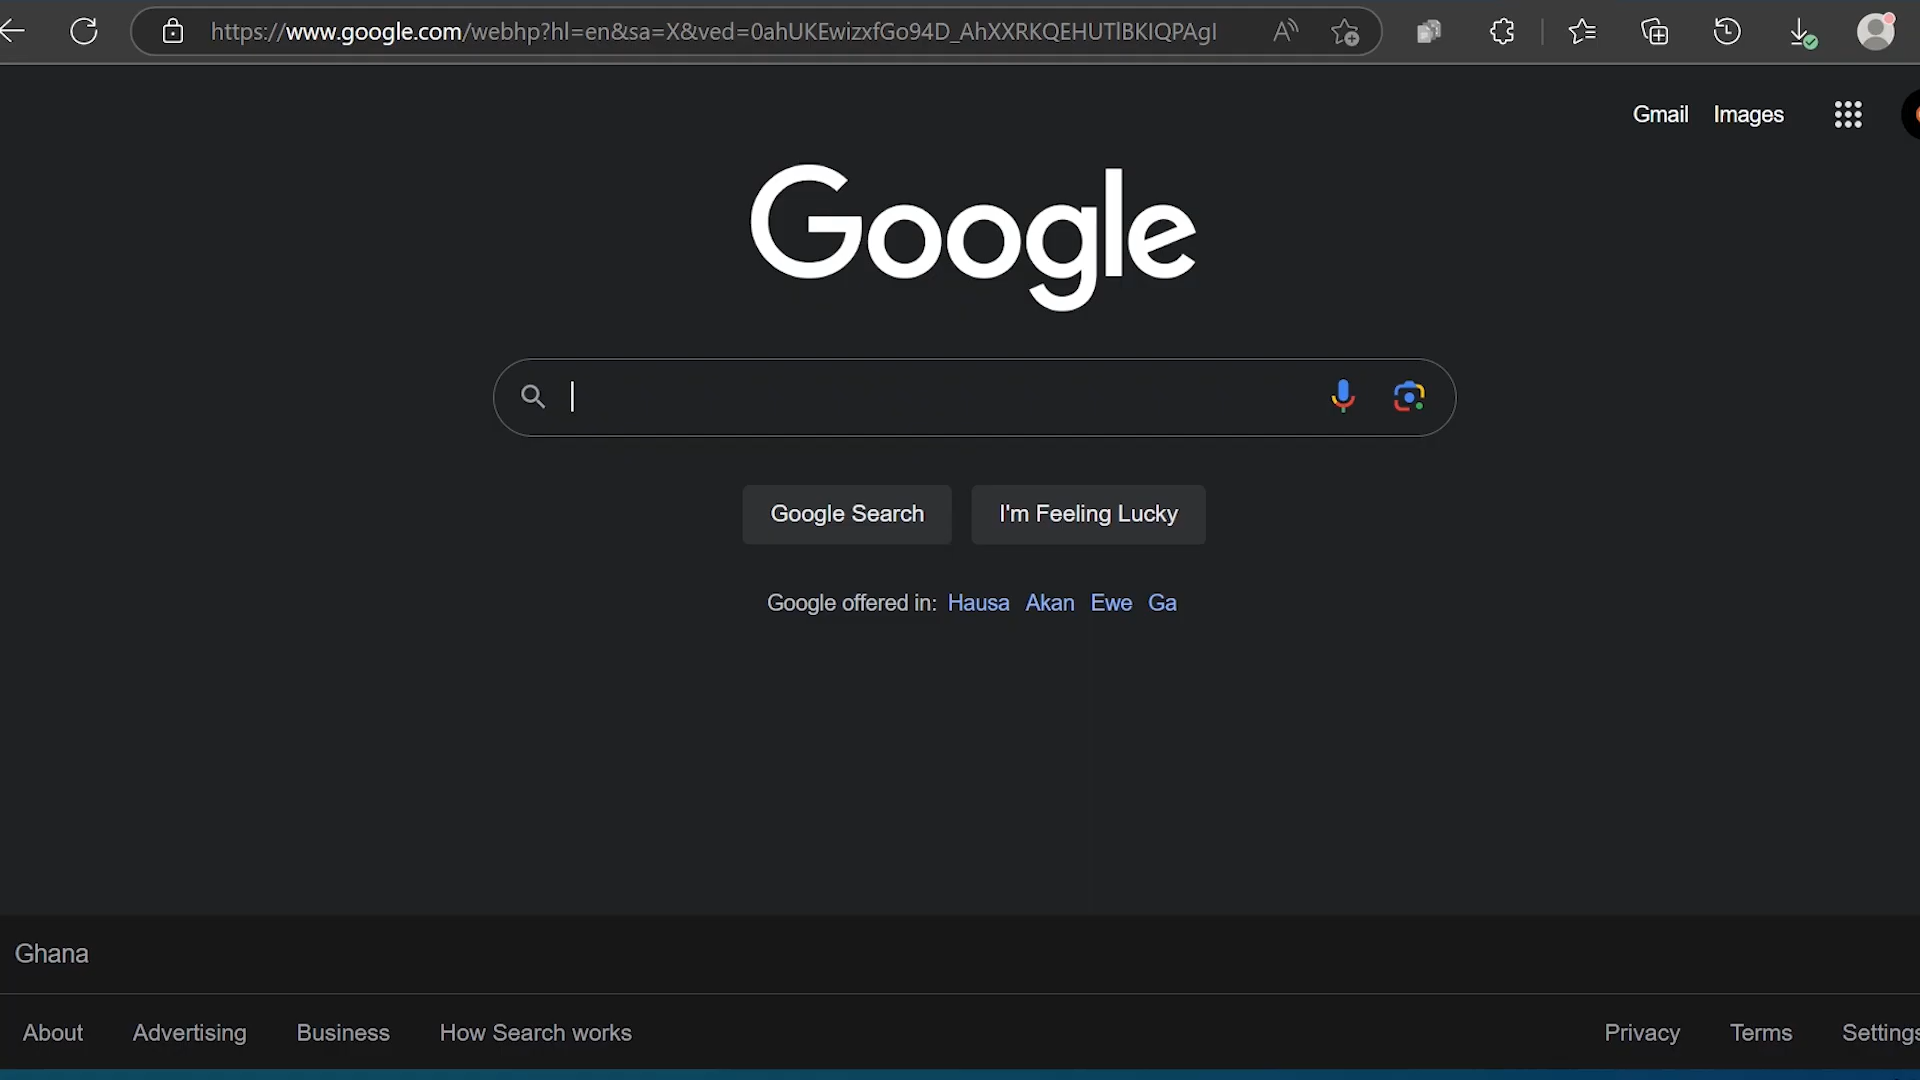 https://www.google.com/webhp?hl=en&sa=X&ved=0ahUKEwizxfGo94D_AhXXRKQEHUTlBKIQPAgI
Gmail Images
Google
Google Search I'm Feeling Lucky
Google offered in: Hausa Akan Ewe Ga
Ghana
About Advertising Business How Search works Privacy Terms Settings